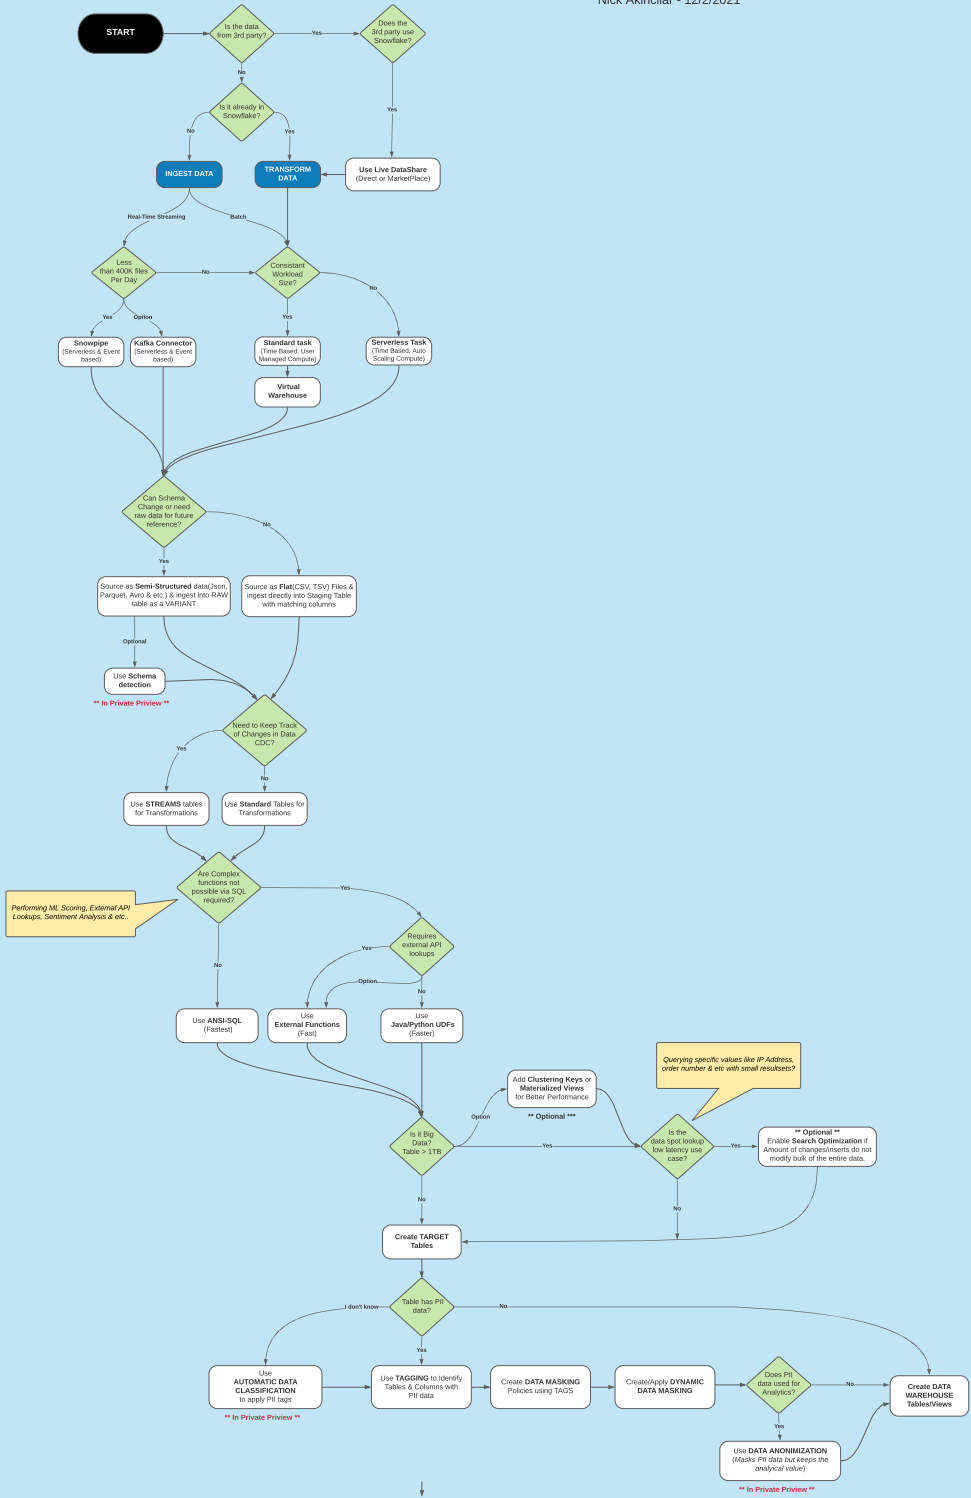 Nick Akincilar - 12/2/2021
START
Is the data
from 3rd party?
Yes
Does the
3rd party use
Snowflake?
No
Is it already in
Snowflake?
Yes
No
Yes
INGEST DATA
TRANSFORM
DATA
Use Live DataShare
(Direct or MarketPlace)
Real-Time Streaming
Batch
Less
than 400K files
Per Day
No
Consistant
Workload
Size?
No
Yes
Option
Yes
Snowpipe
(Serverless & Event
based)
Kafka Connector
(Serverless & Event
based)
Standard task
(Time Based, User
Managed Compute)
Serverless Task
(Time Based, Auto
Scaling Compute)
Virtual
Warehouse
Can Schema
Change or need
raw data for future
reference?
No
Yes
Source as Semi-Structured data(Json,
Parquet, Avro & etc.) & ingest into RAW
table as a VARIANT
Source as Flat(CSV, TSV) Files &
ingest directly into Staging Table
with matching columns
Optional
Use Schema
detection
** In Private Priview **
Need to Keep Track
of Changes in Data
CDC?
Yes
No
Use STREAMS tables
for Transformations
Use Standard Tables for
Transformations
Are Complex
functions not
possible via SQL
required?
Yes
Performing ML Scoring, External API
Lookups, Sentiment Analysis & etc..
Requires
external API
lookups
Yes
No
Option
No
Use ANSI-SQL
(Fastest)
Use
External Functions
(Fast)
Use
Java/Python UDFs
(Faster)
Querying specific values like IP Address,
order number & etc with small resultsets?
Add Clustering Keys or
Materialized Views
for Better Performance
** Optional ***
Option
Is it Big
Data?
Table > 1TB
Yes
Is the
data spot lookup
low latency use
case?
Yes
** Optional **
Enable Search Optimization if
Amount of changes/inserts do not
modify bulk of the entire data.
No
No
Create TARGET
Tables
Table has PII
data?
I don't know
No
Yes
Use
AUTOMATIC DATA
CLASSIFICATION
to apply PII tags
** In Private Priview **
Use TAGGING to Identify
Tables & Columns with
PII data
Create DATA MASKING
Policies using TAGS
Create/Apply DYNAMIC
DATA MASKING
Does PII
data used for
Analytics?
No
Create DATA
WAREHOUSE
Tables/Views
Yes
Use DATA ANONIMIZATION
(Masks PII data but keeps the
analyical value)
** In Private Priview **